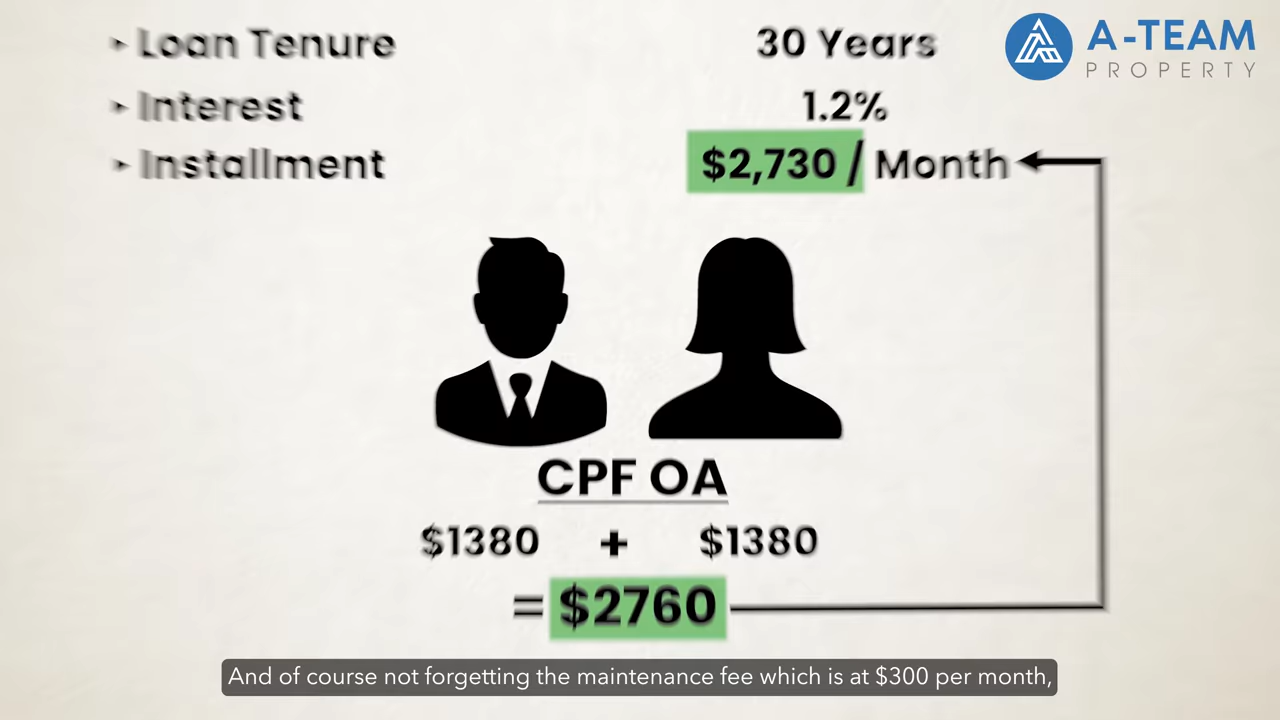 ‣ Loan Tenure 30 Years
‣ Interest 1.2%
‣ Installment $2,730 / Month
A-TEAM
PROPERTY
CPF OA
$1380 + $1380
= $2760
And of course not forgetting the maintenance fee which is at $300 per month,